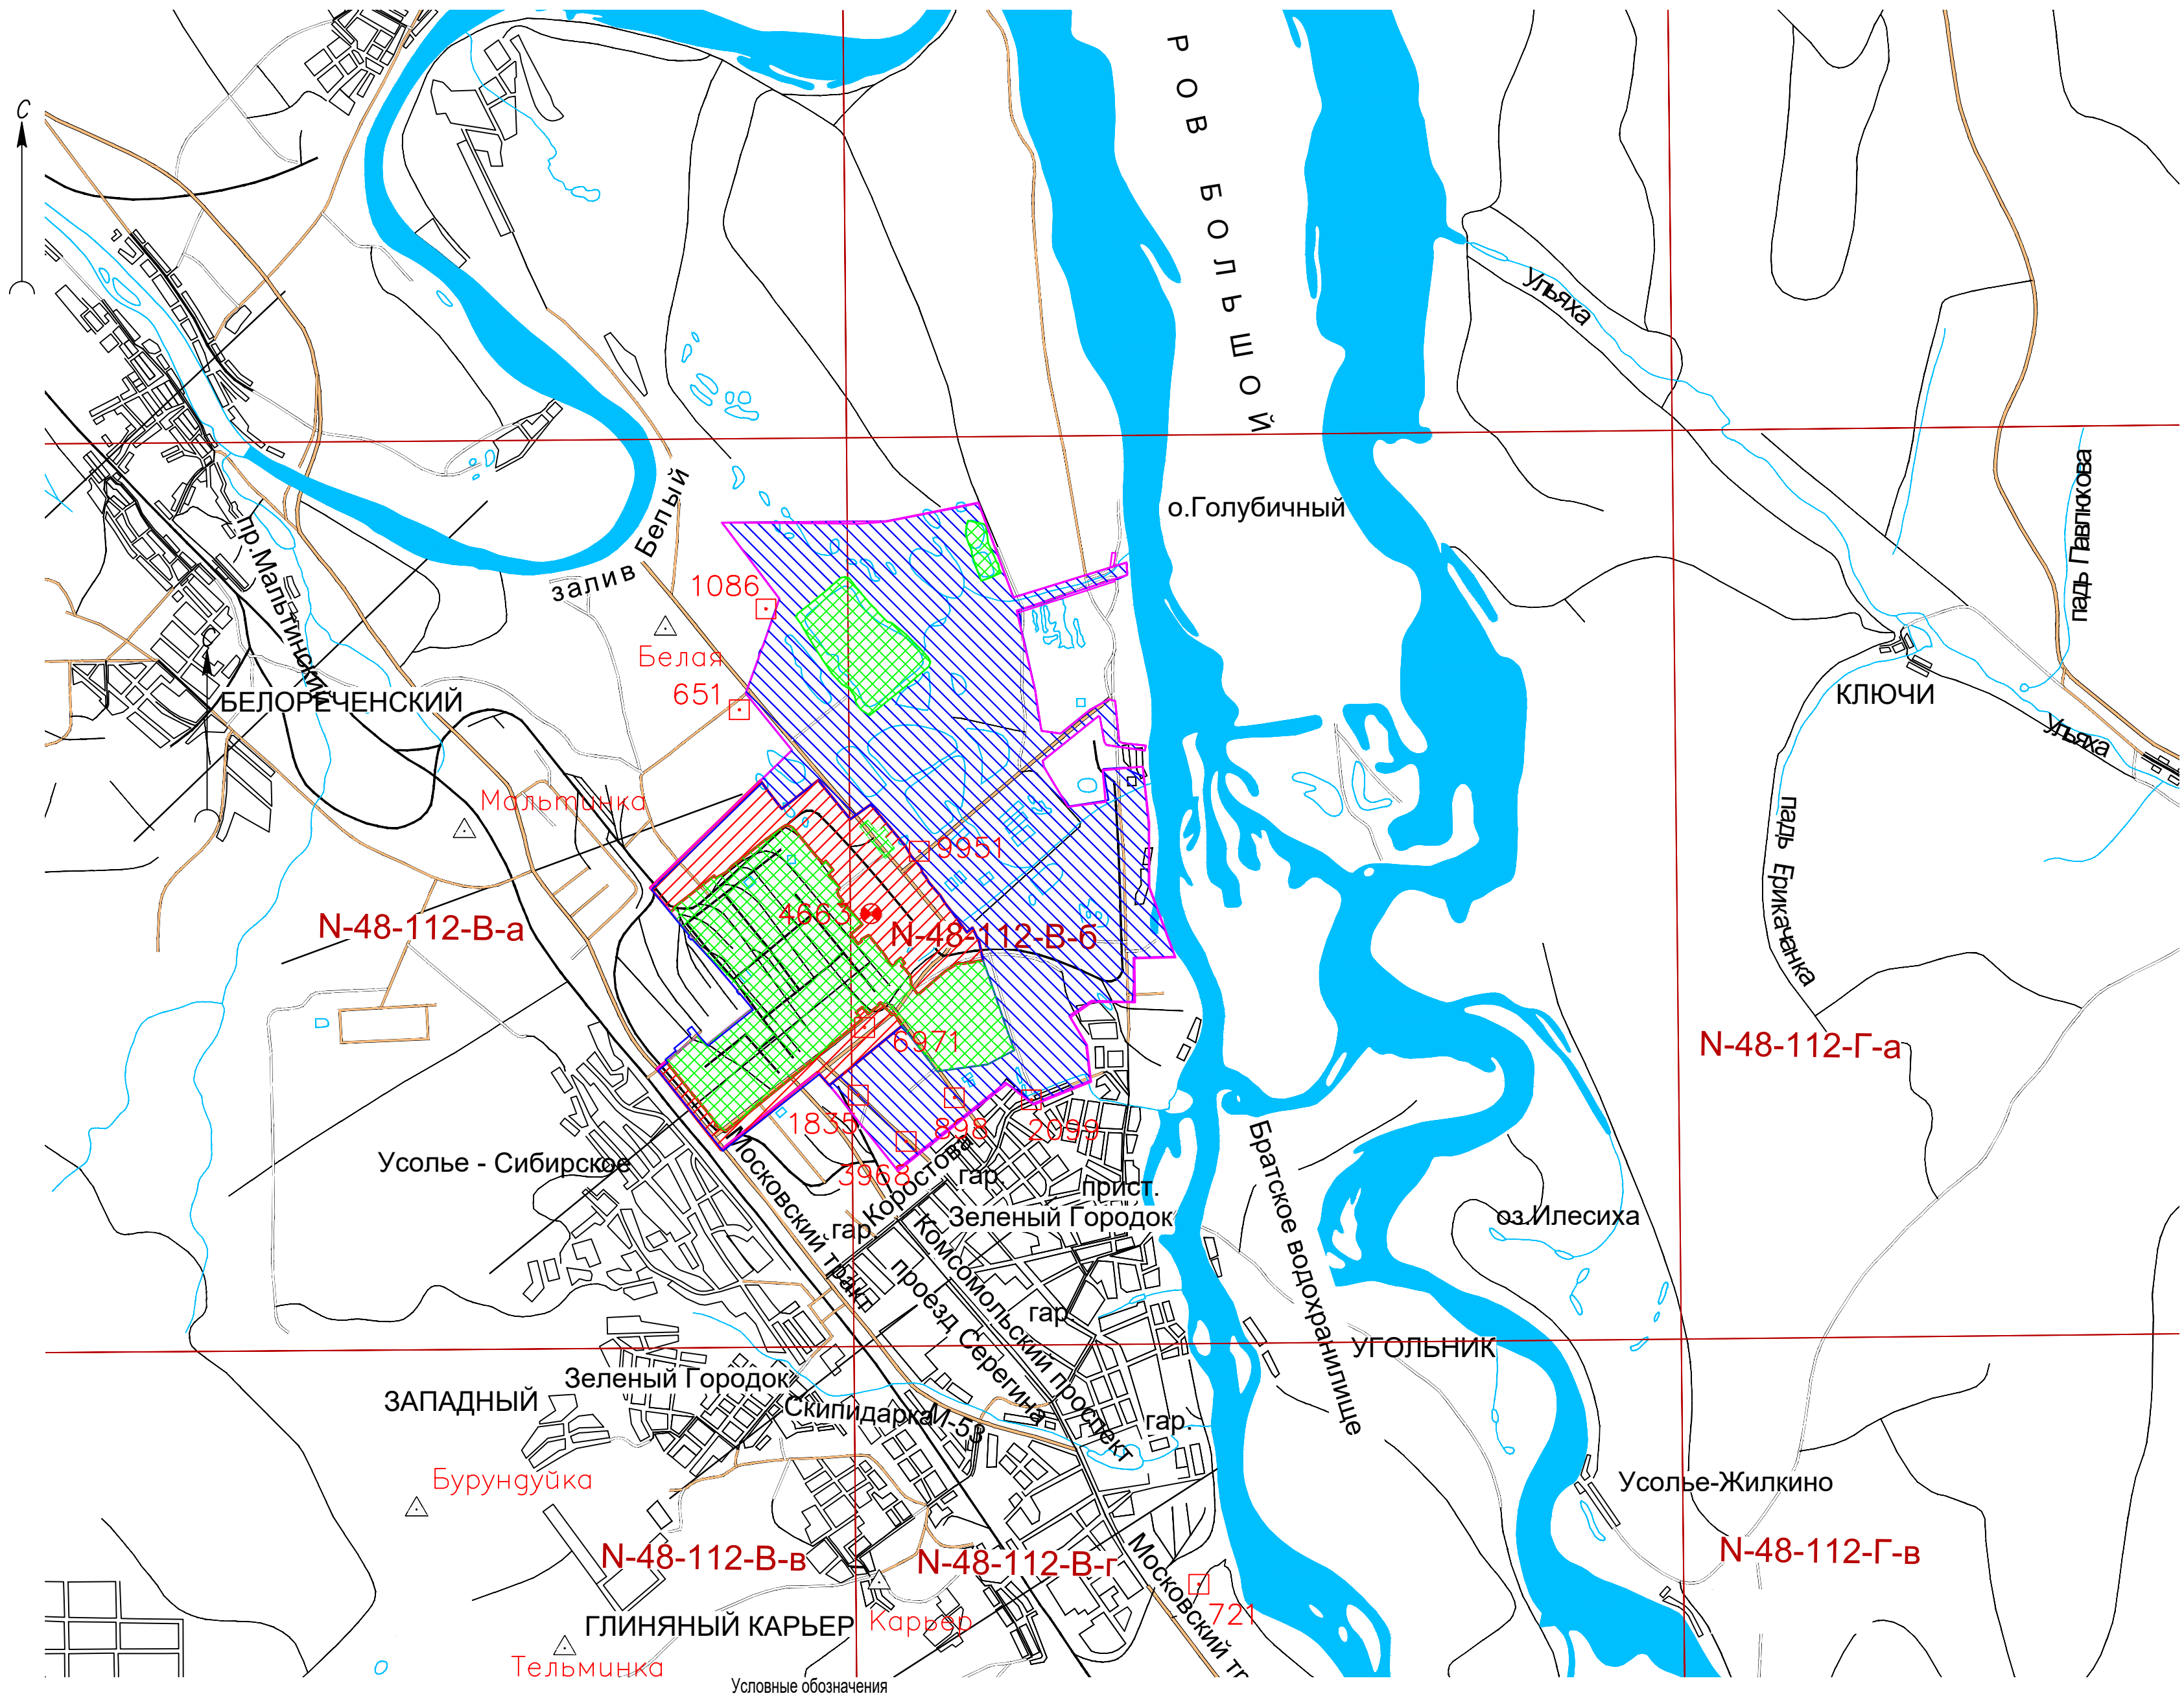 С
РОВ БОЛЬШОЙ
Ульяха
о.Голубичный
залив Белый
пр.Мальтинский
падь Павлюкова
1086
Белая
651
С
БЕЛОРЕЧЕНСКИЙ
КЛЮЧИ
Ульяха
Мальтинка
9951
падь Ерикачанка
4663
N-48-112-В-а
N-48-112-В-б
N-48-112-Г-а
6971
1835
898
2099
3968
Усолье - Сибирское
Московский тракт
Коростова
гар.
прист.
Зеленый Городок
гар.
Комсомольский проспект
проезд Серегина
Братское водохранилище
оз.Илесиха
гар.
УГОЛЬНИК
Зеленый Городок
ЗАПАДНЫЙ
Скипидарка
М-53
гар.
Бурундуйка
Усолье-Жилкино
N-48-112-В-в
N-48-112-В-г
N-48-112-Г-в
Московский тр
721
ГЛИНЯНЫЙ КАРЬЕР
Карьер
Тельминка
Условные обозначения